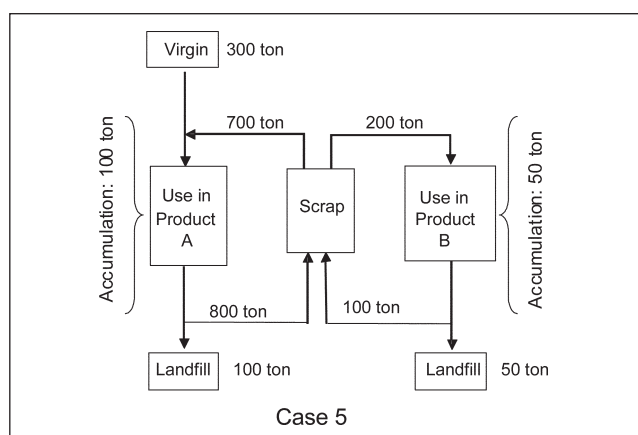 Virgin 300 ton
700 ton 200 ton
Accumulation: 100 ton
Use in
Product
A
Scrap
Use in
Product
B
Accumulation: 50 ton
800 ton 100 ton
Landfill 100 ton
Landfill 50 ton
Case 5